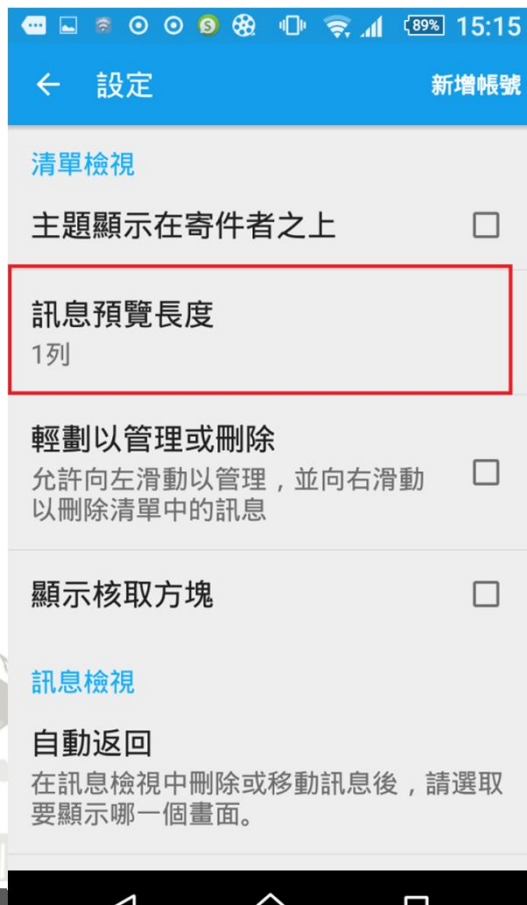 89% 15:15
設定 新增帳號
清單檢視
主題顯示在寄件者之上
訊息預覽長度
1列
輕劃以管理或刪除
允許向左滑動以管理，並向右滑動
以刪除清單中的訊息
顯示核取方塊
訊息檢視
自動返回
在訊息檢視中刪除或移動訊息後，請選取
要顯示哪一個畫面。